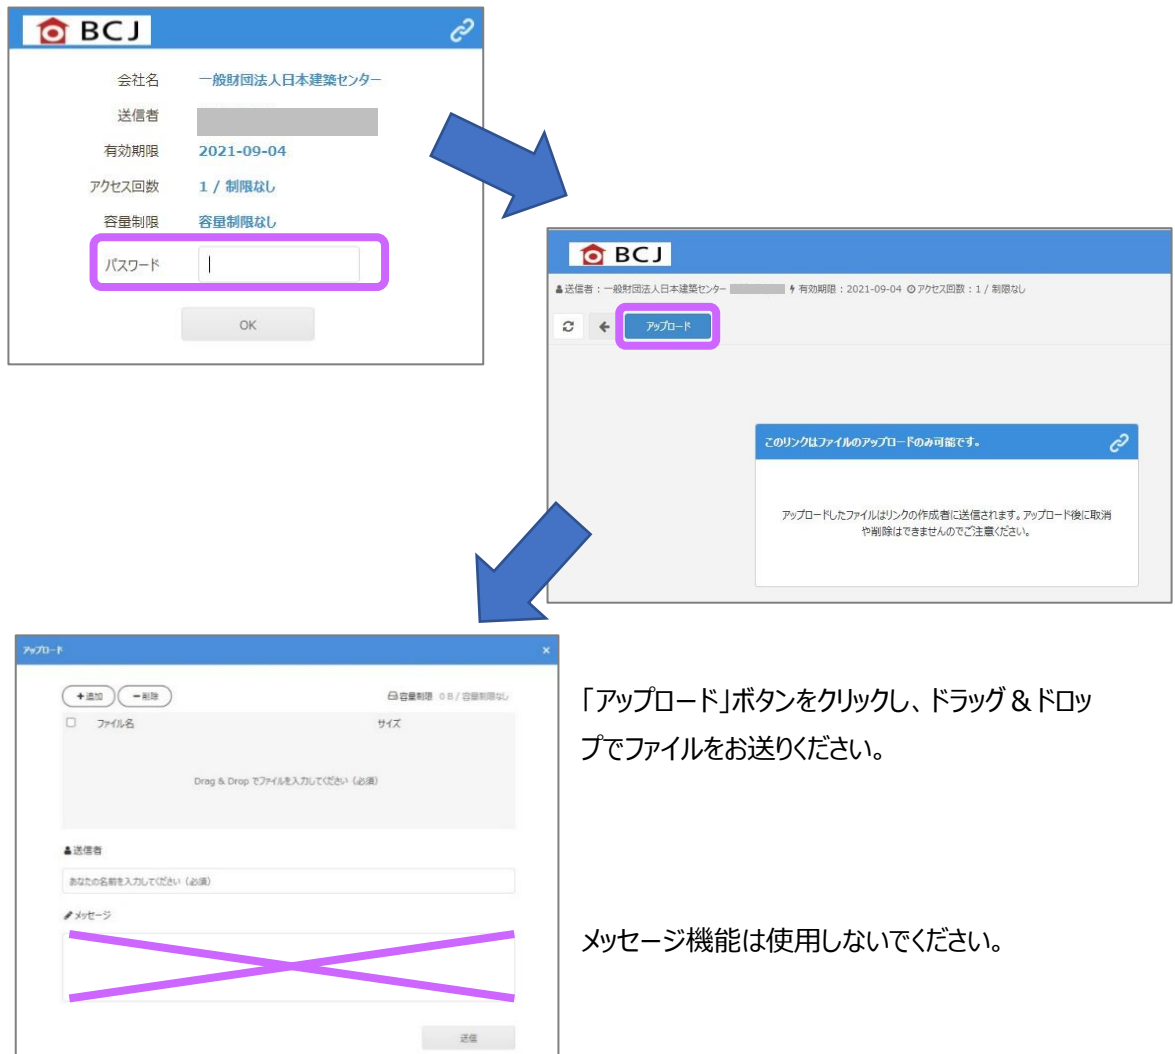 BCJ
会社名 一般財団法人日本建築センター
送信者
有効期限 2021-09-04
アクセス回数 1 / 制限なし
容量制限 容量制限なし
パスワード
OK
BCJ
送信者：一般財団法人日本建築センター 有効期限：2021-09-04 アクセス回数：1 / 制限なし
アップロード
このリンクはファイルのアップロードのみ可能です。
アップロードしたファイルはリンクの作成者に送信されます。アップロード後に取消
や削除はできませんのでご注意ください。
アップロード ×
+追加 −削除 容量制限 0 B / 容量制限なし
ファイル名 サイズ
Drag & Drop でファイルを入力してください（必須）
送信者
あなたの名前を入力してください（必須）
メッセージ
送信
「アップロード」ボタンをクリックし、ドラッグ＆ドロッ
プでファイルをお送りください。
メッセージ機能は使用しないでください。